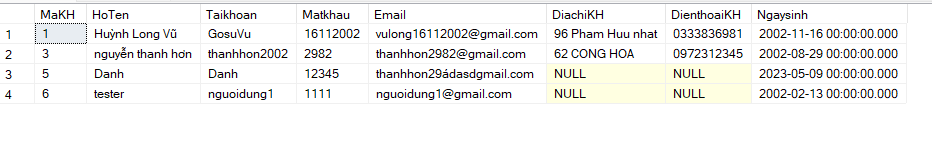 MaKH HoTen Taikhoan Matkhau Email DiachiKH DienthoaiKH Ngaysinh
1 1 Huỳnh Long Vũ GosuVu 16112002 vulong16112002@gmail.com 96 Pham Huu nhat 0333836981 2002-11-16 00:00:00.000
2 3 nguyễn thanh hơn thanhhon2002 2982 thanhhon2982@gmail.com 62 CONG HOA 0972312345 2002-08-29 00:00:00.000
3 5 Danh Danh 12345 thanhhon29ádasdgmail.com NULL NULL 2023-05-09 00:00:00.000
4 6 tester nguoidung1 1111 nguoidung1@gmail.com NULL NULL 2002-02-13 00:00:00.000